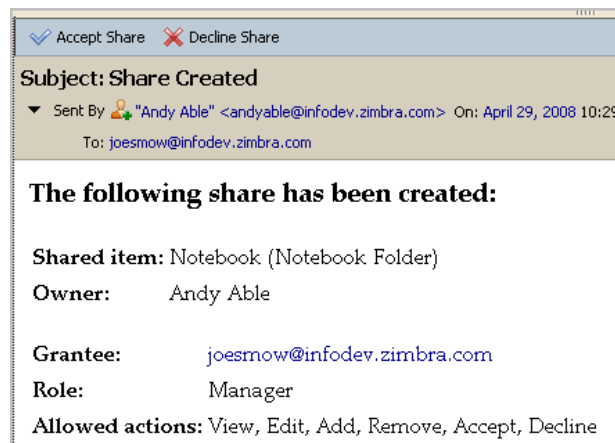 Accept Share Decline Share
Subject: Share Created
Sent By "Andy Able" <andyable@infodev.zimbra.com> On: April 29, 2008 10:29
To: joesmow@infodev.zimbra.com
The following share has been created:
Shared item: Notebook (Notebook Folder)
Owner: Andy Able
Grantee: joesmow@infodev.zimbra.com
Role: Manager
Allowed actions: View, Edit, Add, Remove, Accept, Decline